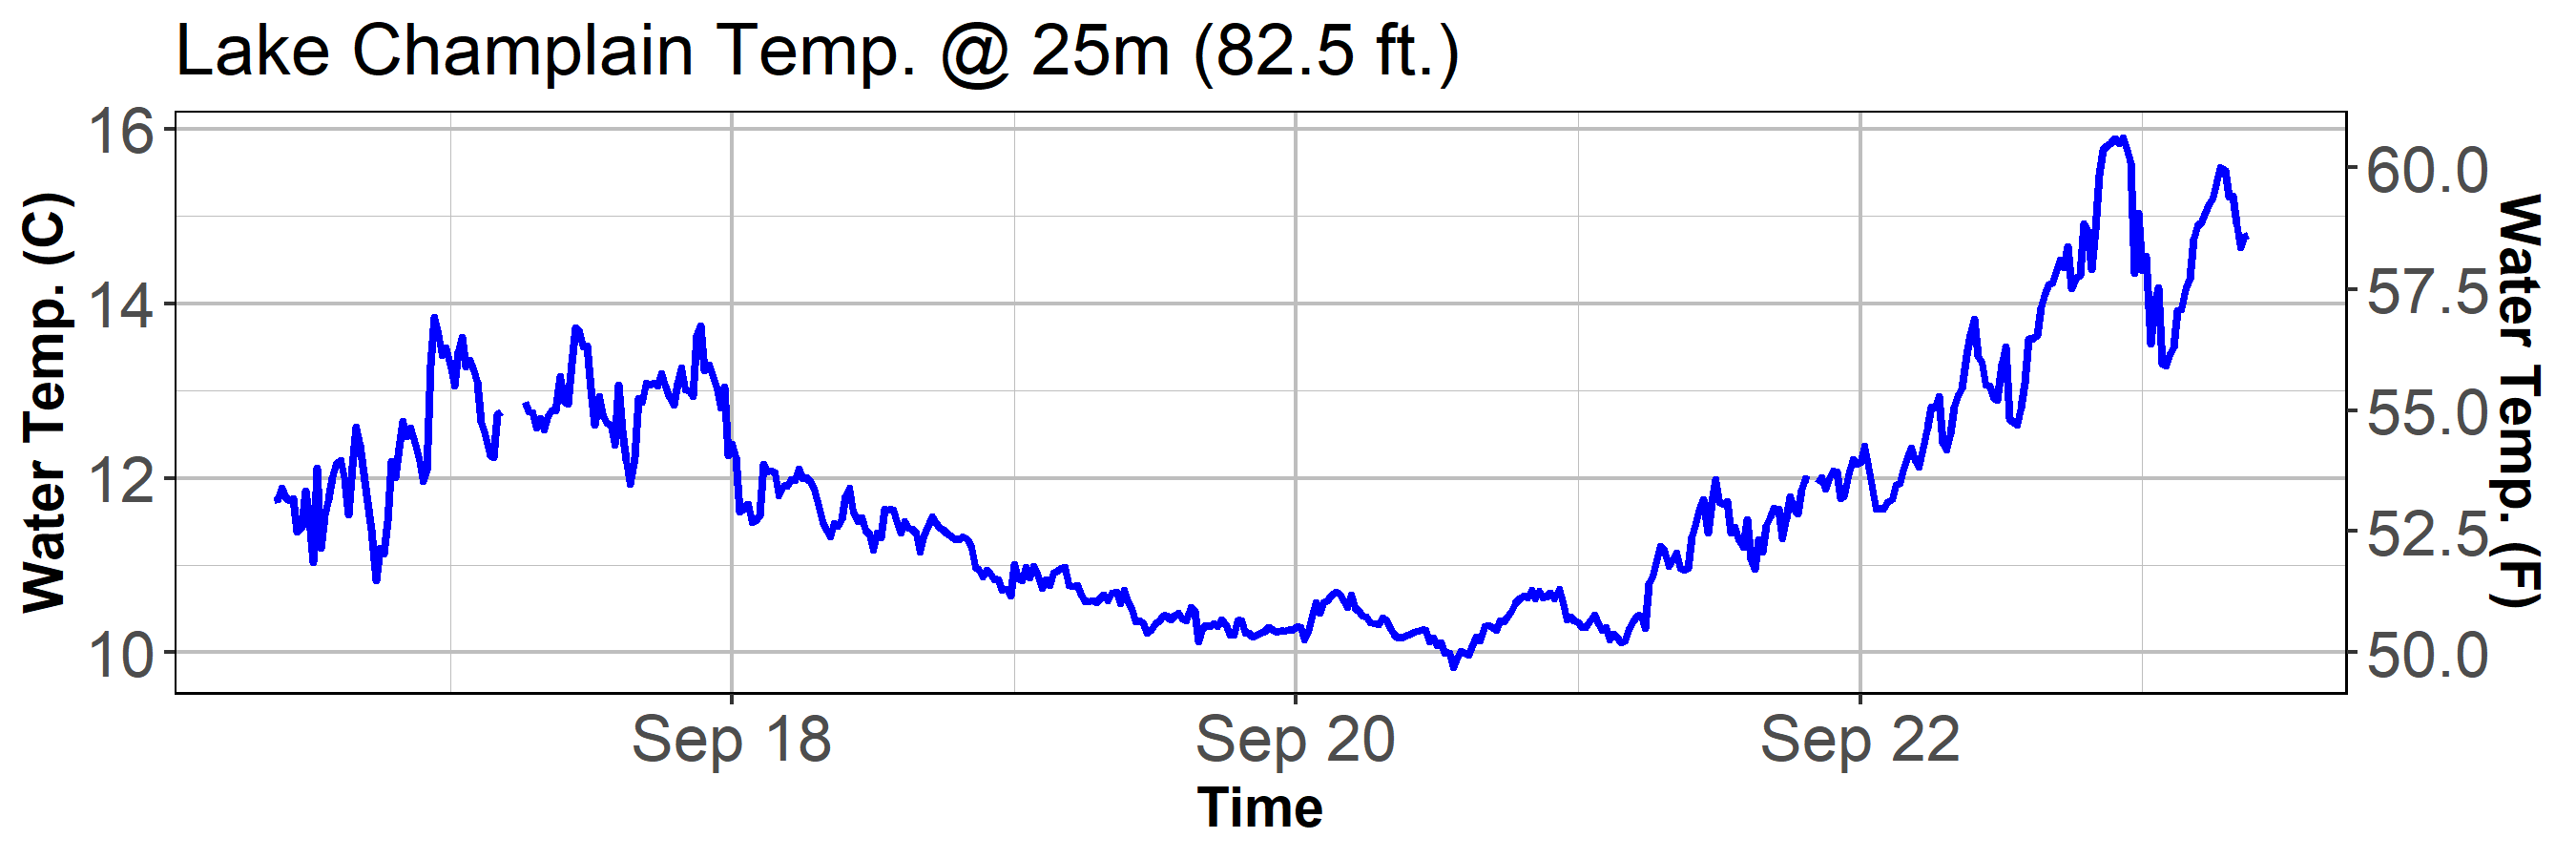 Lake Champlain Temp. @ 25m (82.5 ft.)
16
14
12
10
Water Temp. (C)
60.0
57.5
55.0
52.5
50.0
Water Temp. (F)
Sep 18
Sep 20
Sep 22
Time